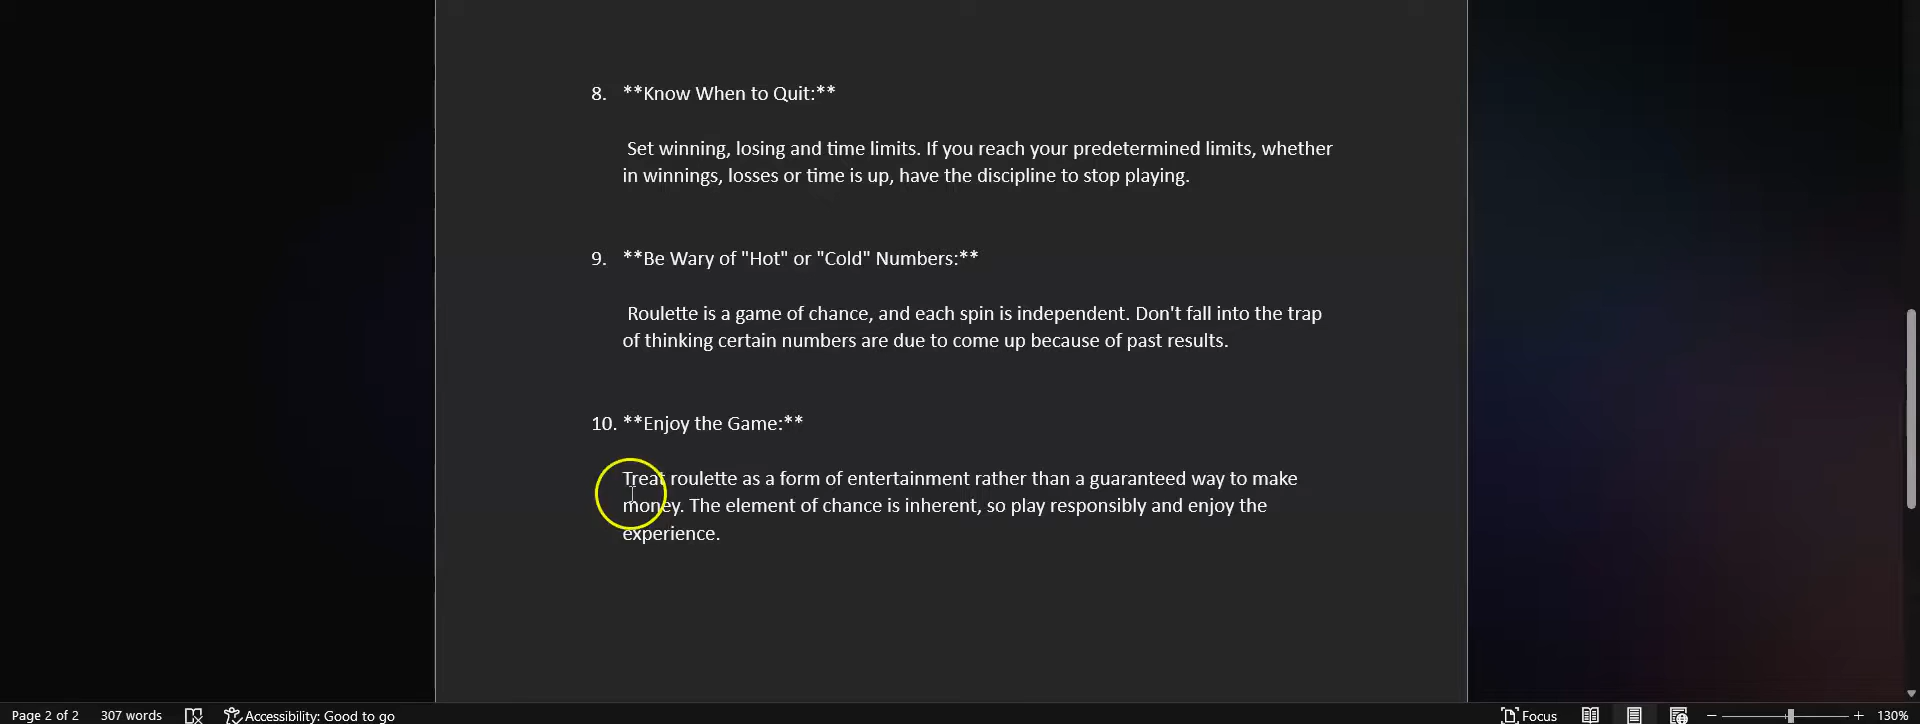 8. **Know When to Quit:**
Set winning, losing and time limits. If you reach your predetermined limits, whether
in winnings, losses or time is up, have the discipline to stop playing.
9. **Be Wary of "Hot" or "Cold" Numbers:**
Roulette is a game of chance, and each spin is independent. Don't fall into the trap
of thinking certain numbers are due to come up because of past results.
10. **Enjoy the Game:**
Treat roulette as a form of entertainment rather than a guaranteed way to make
money. The element of chance is inherent, so play responsibly and enjoy the
experience.
Page 2 of 2 307 words Accessibility: Good to go Focus 130%